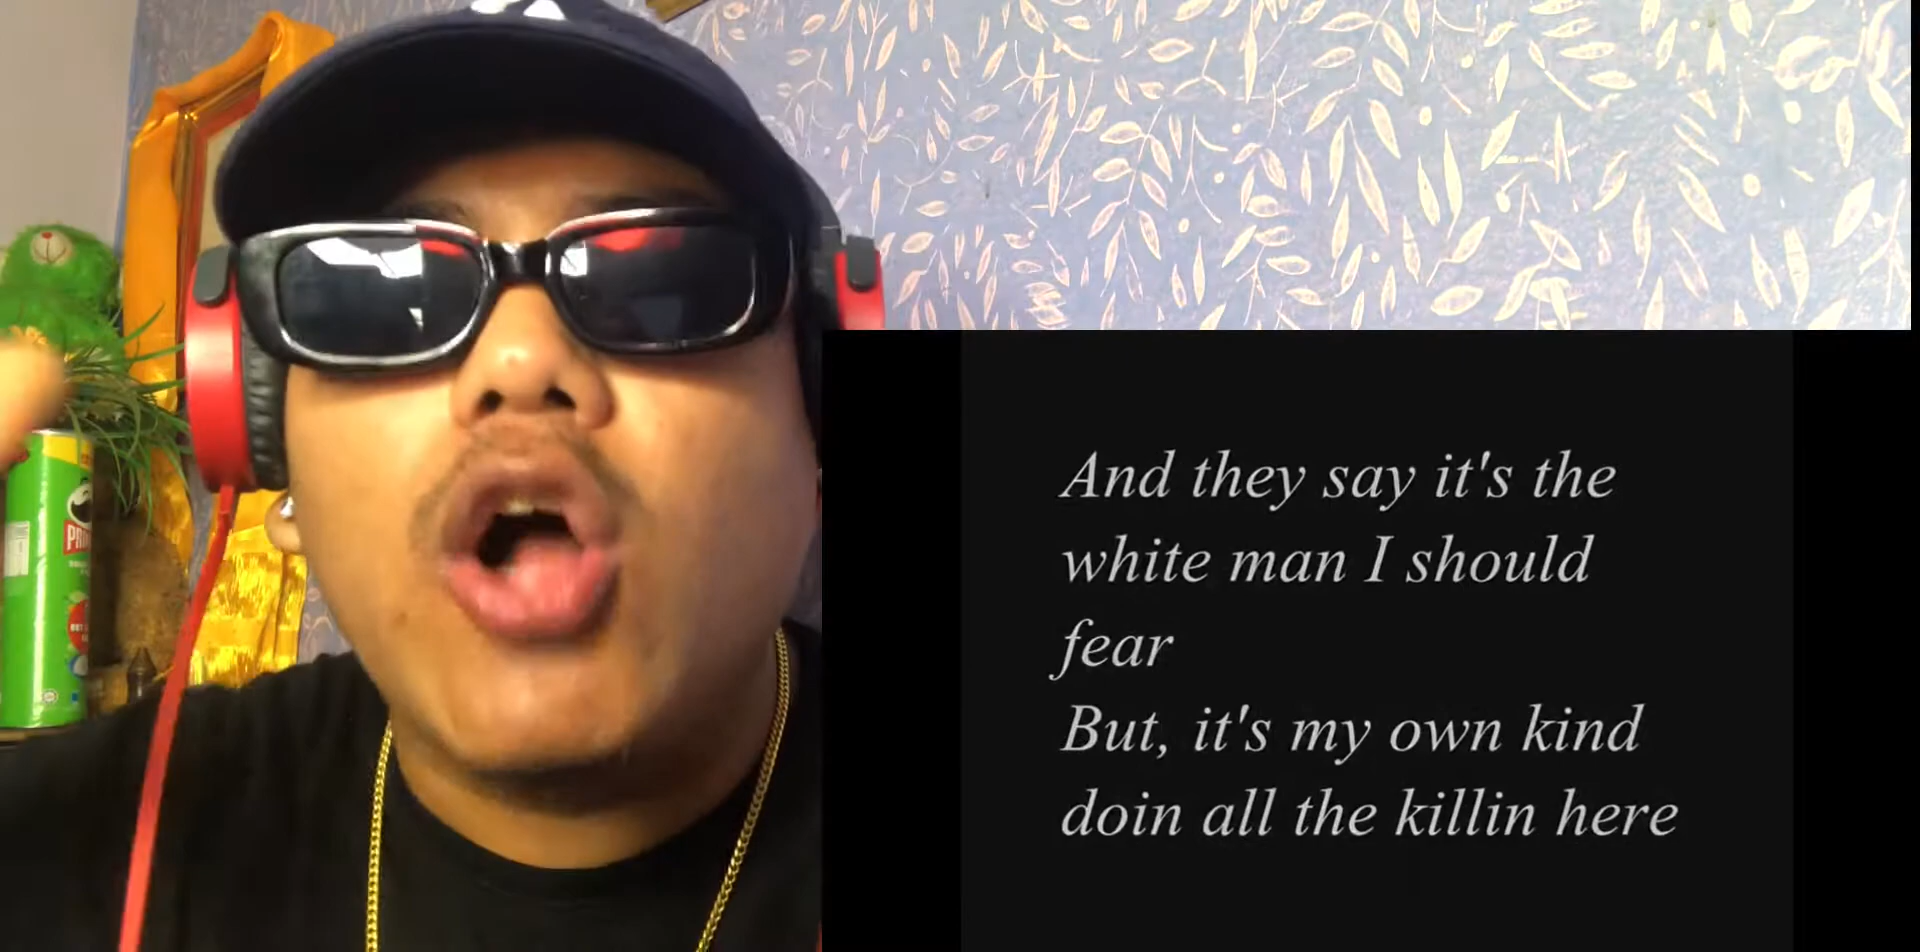 And they say it's the
white man I should
fear
But, it's my own kind
doin all the killin here